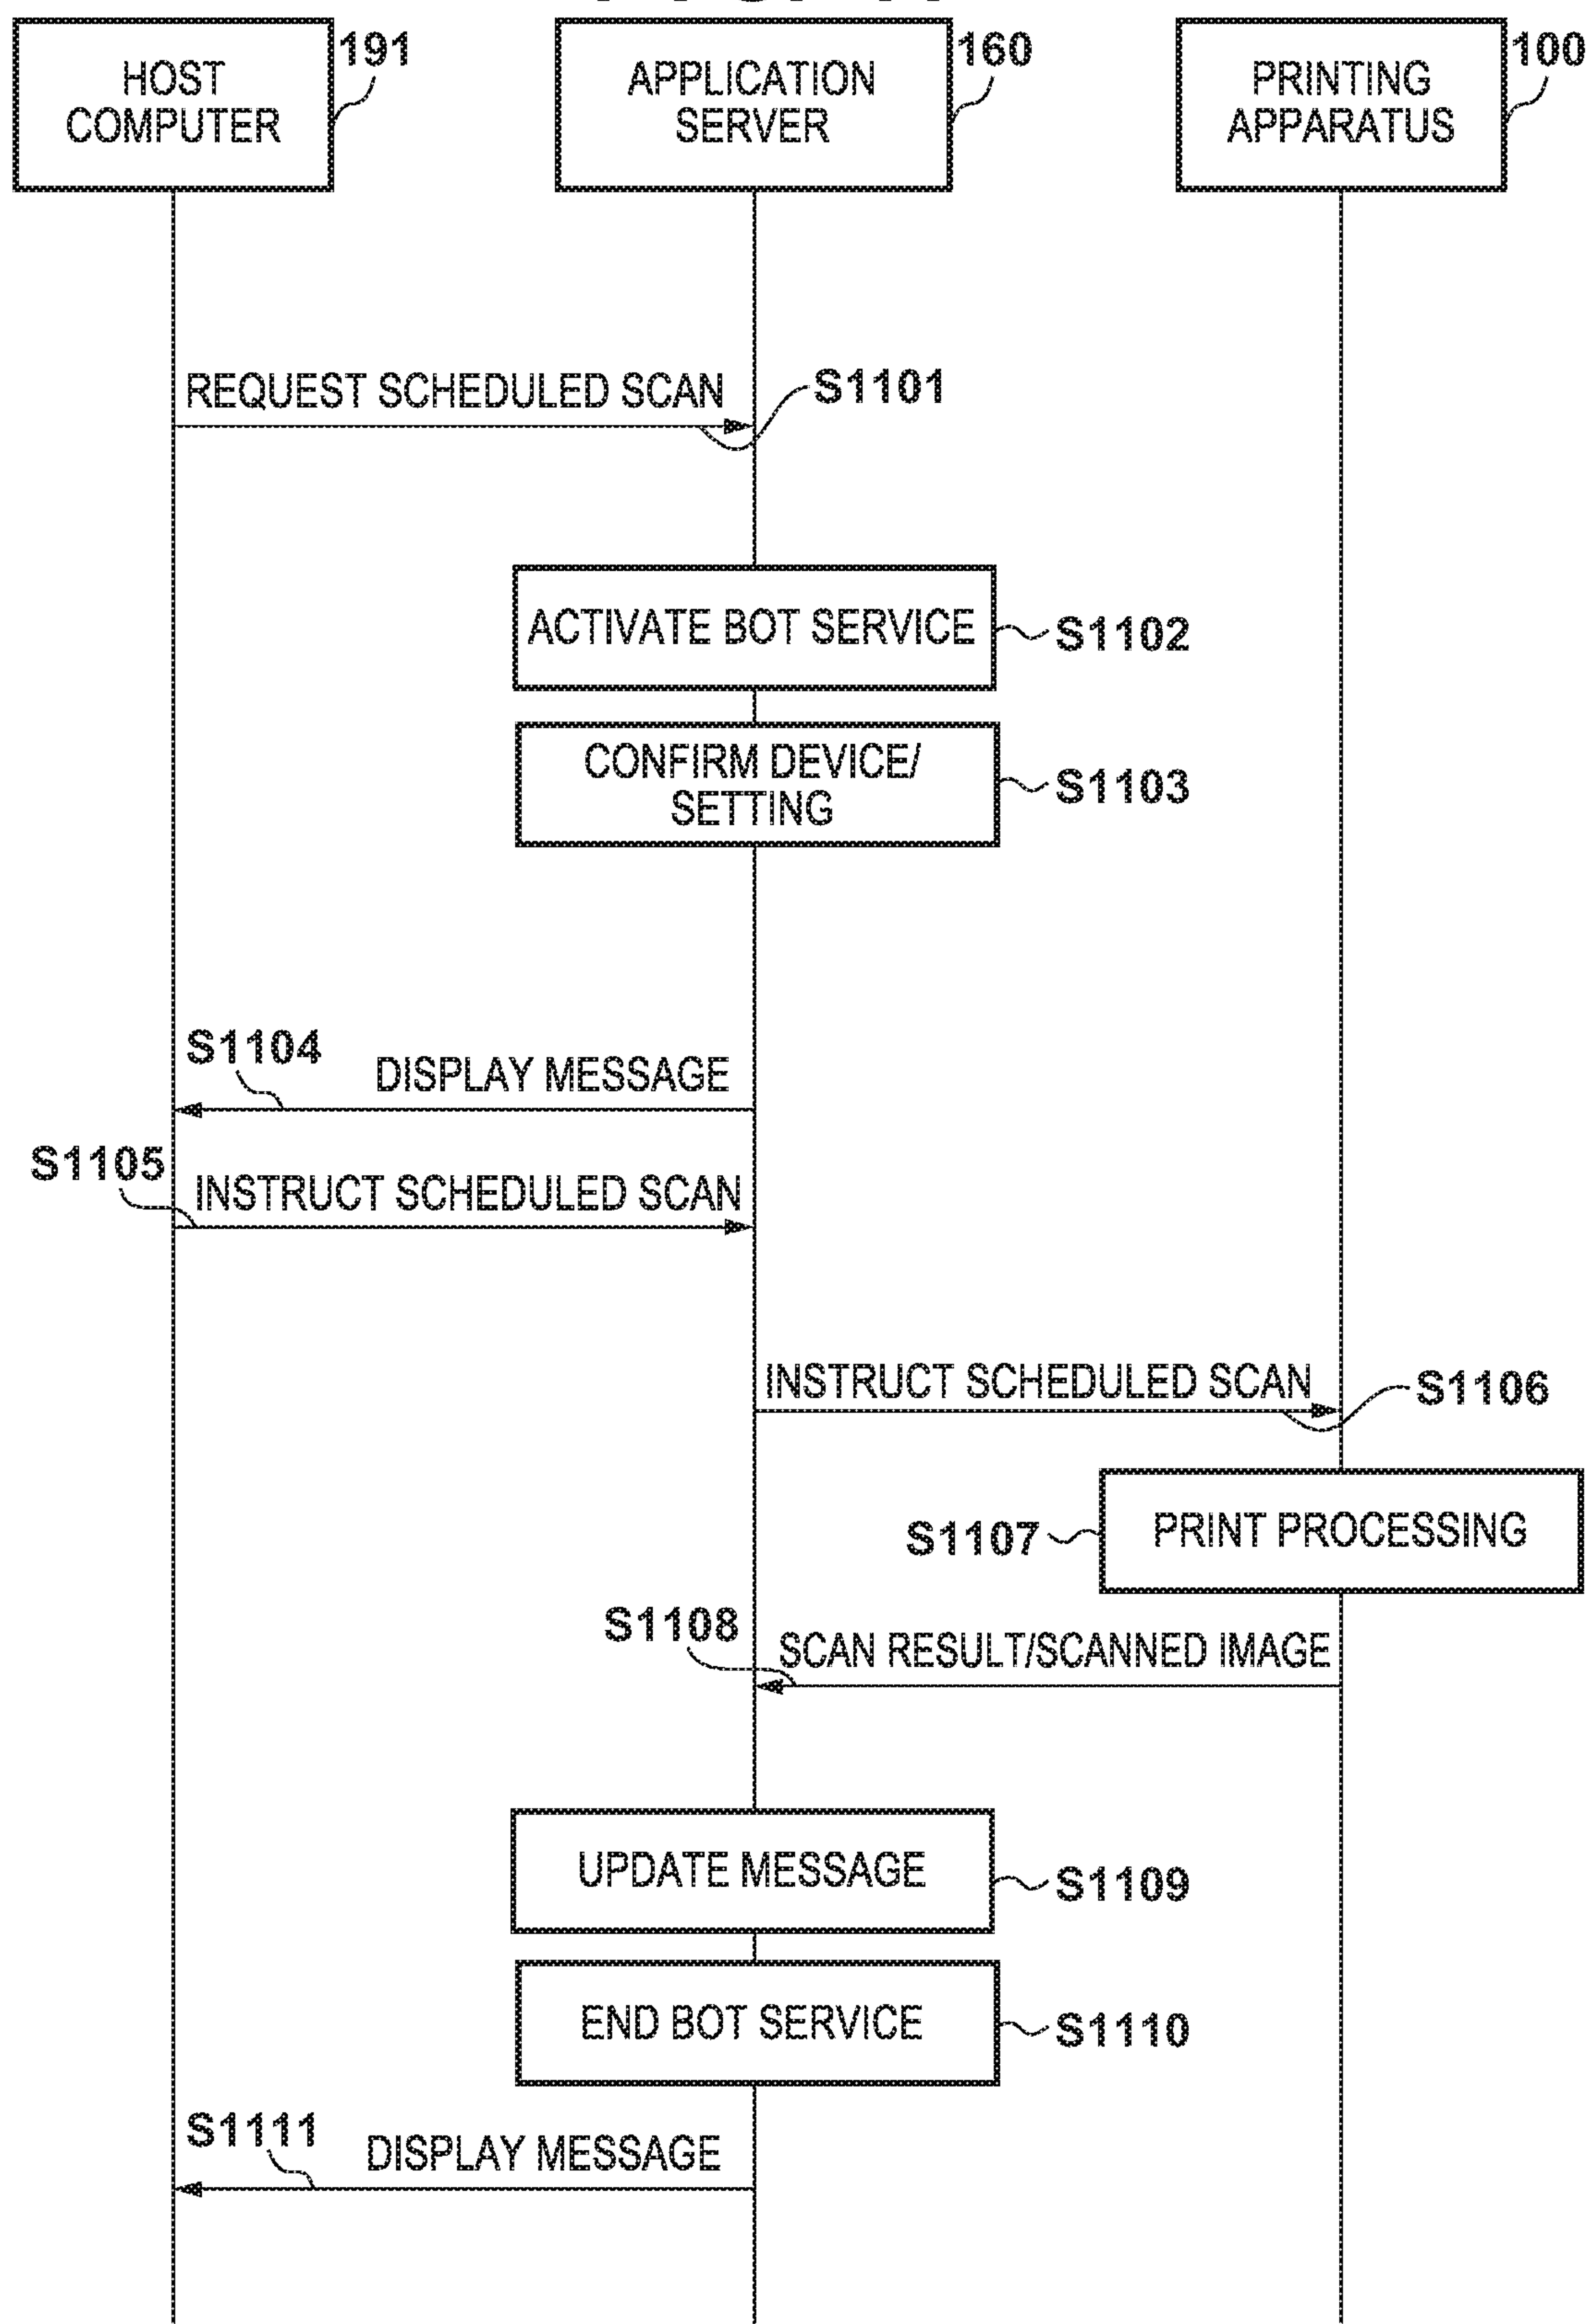 HOST
COMPUTER
191
APPLICATION
SERVER
160
PRINTING
APPARATUS
100
REQUEST SCHEDULED SCAN
S1101
ACTIVATE BOT SERVICE
S1102
CONFIRM DEVICE/
SETTING
S1103
S1104
DISPLAY MESSAGE
S1105
INSTRUCT SCHEDULED SCAN
INSTRUCT SCHEDULED SCAN
S1106
S1107
PRINT PROCESSING
S1108
SCAN RESULT/SCANNED IMAGE
UPDATE MESSAGE
S1109
END BOT SERVICE
S1110
S1111
DISPLAY MESSAGE